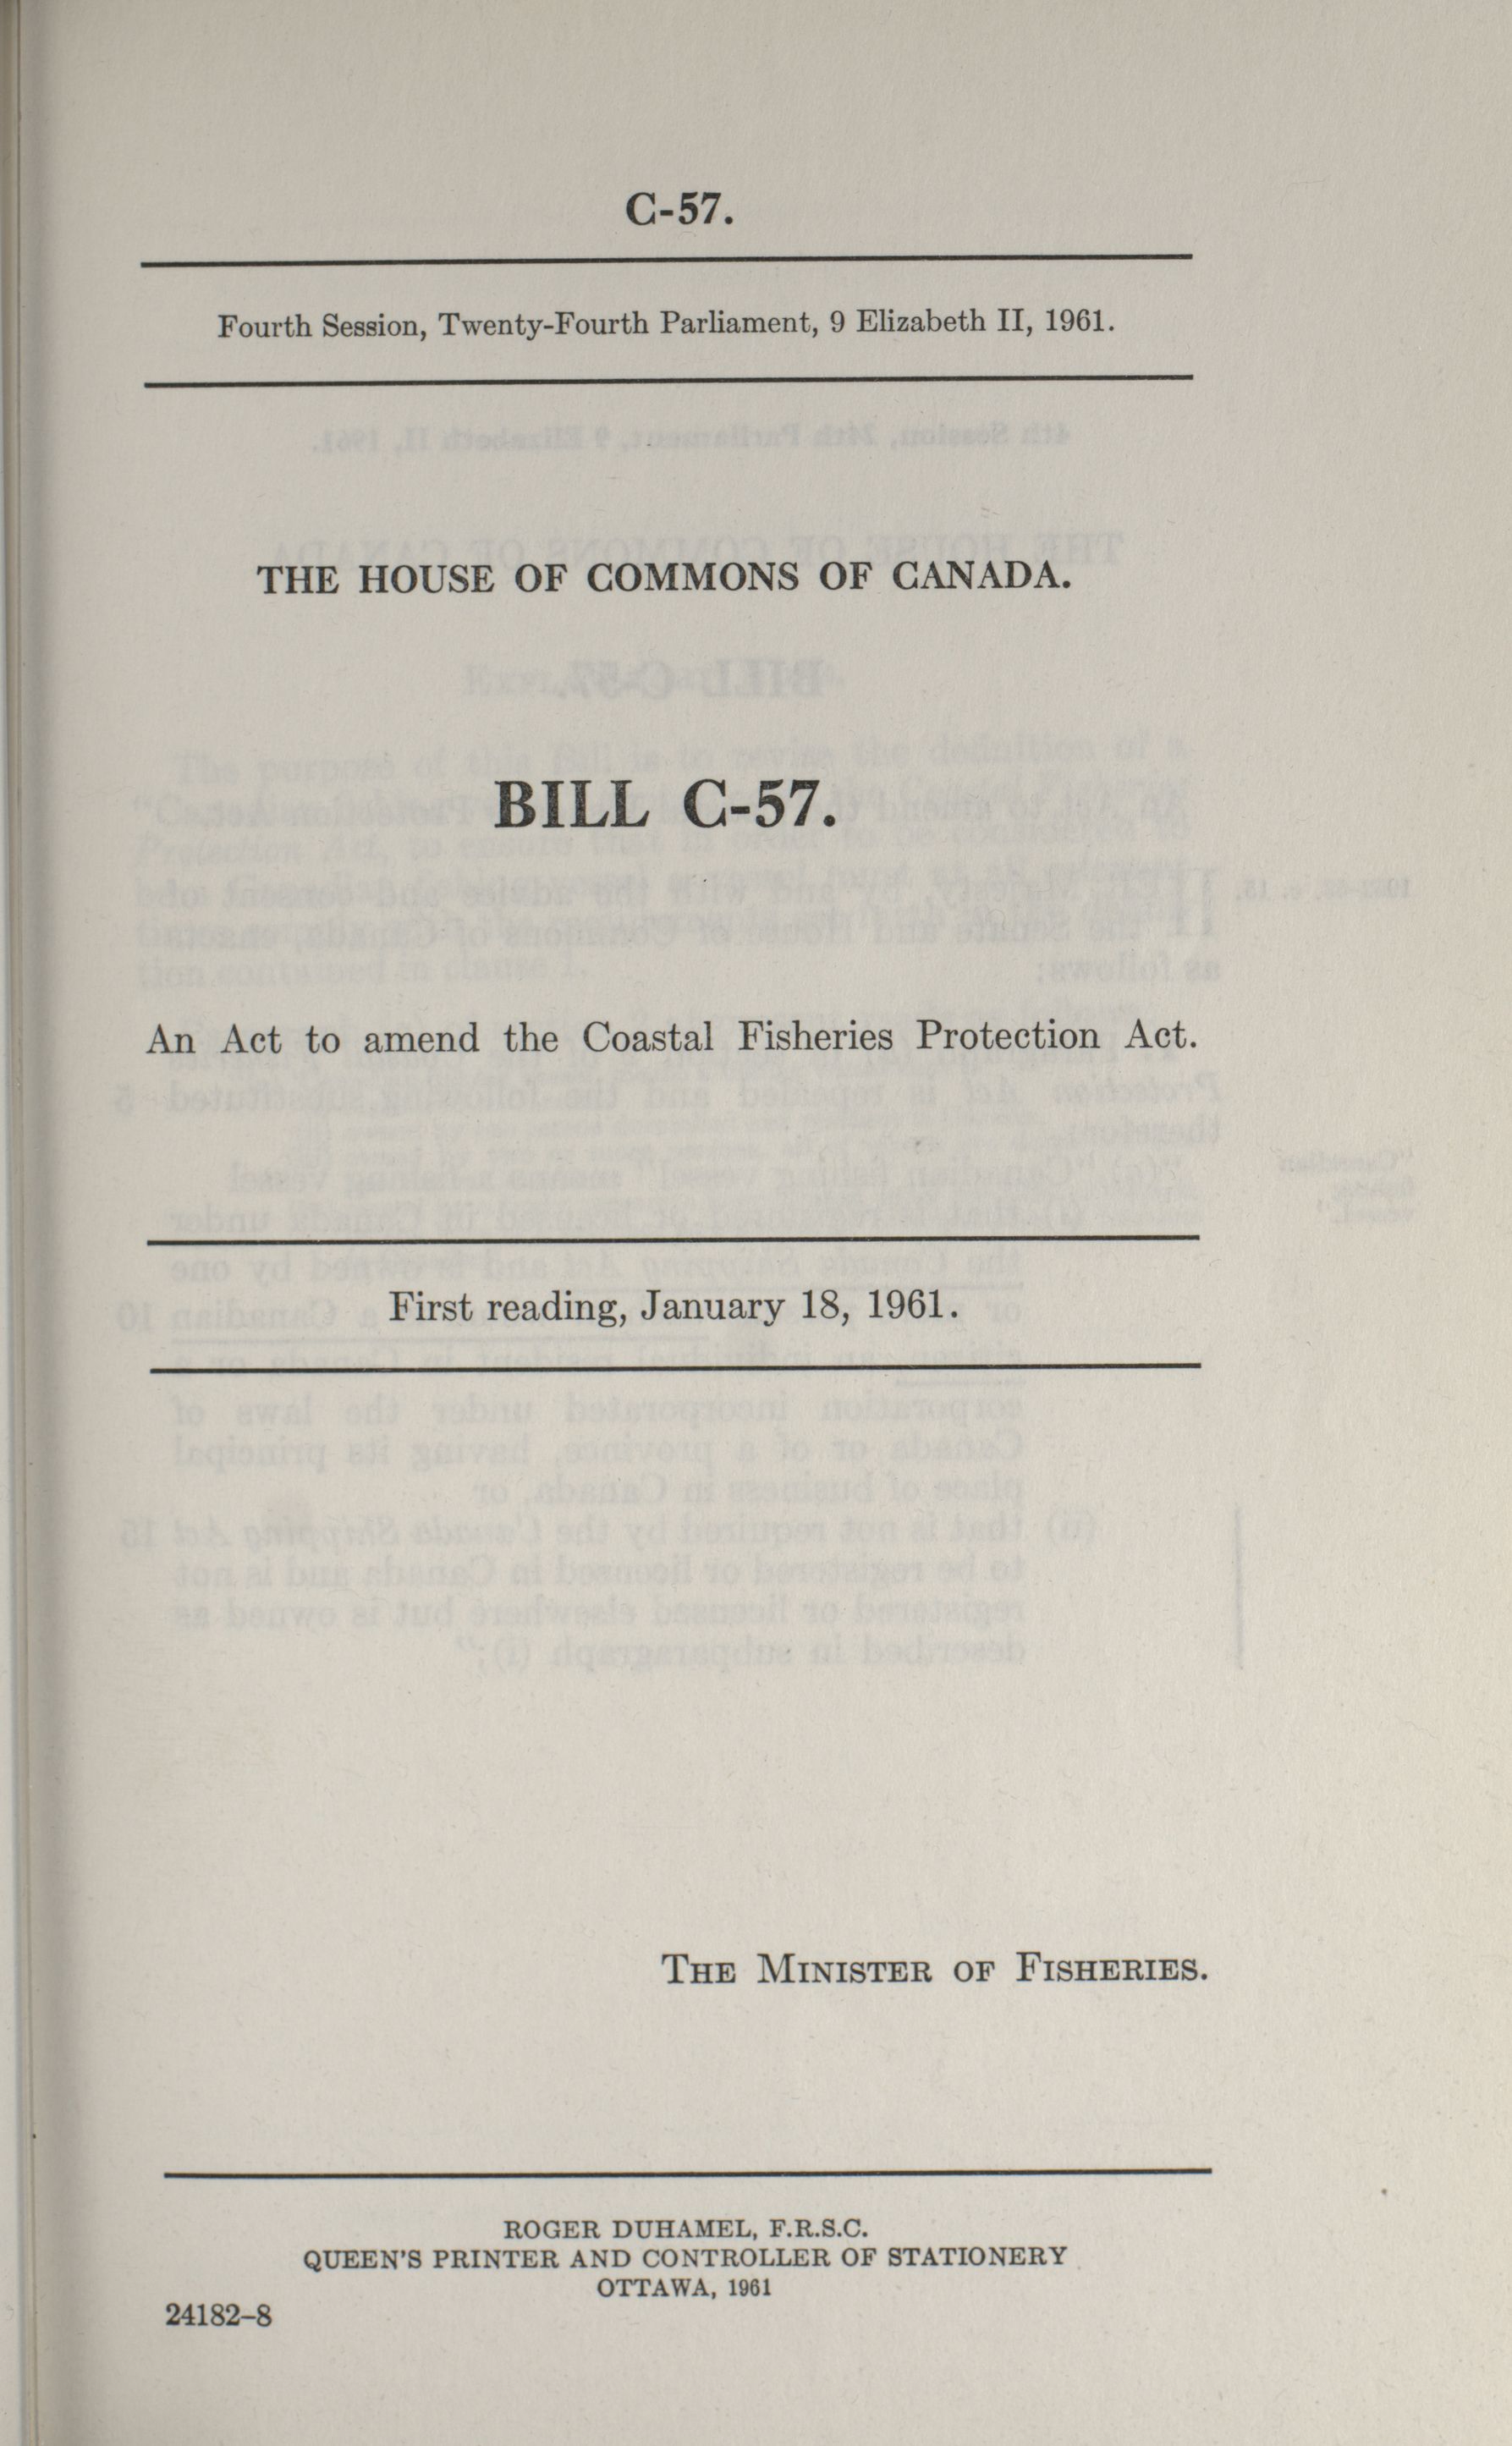 C-57.
Fourth Session, Twenty-Fourth Parliament, 9 Elizabeth II, 1961.
THE HOUSE OF COMMONS OF CANADA.
BILL C-57.
An Act to amend the Coastal Fisheries Protection Act.
First reading, January 18, 1961.
THE MINISTER OF FISHERIES.
ROGER DUHAMEL, F.R.S.C.
QUEEN'S PRINTER AND CONTROLLER OF STATIONERY
OTTAWA, 1961
24182–8